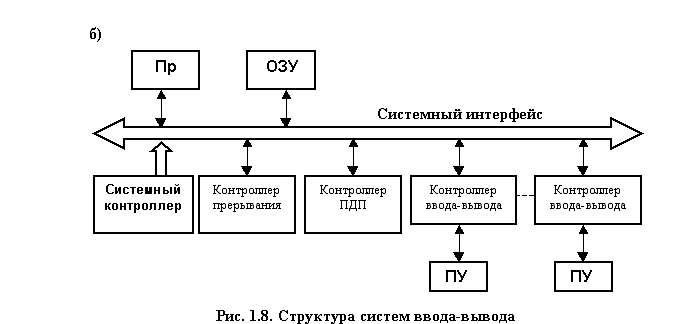 б)
Пр
ОЗУ
Системный интерфейс
Системный
контроллер
Контроллер
прерывания
Контроллер
ПДП
Контроллер
ввода-вывода
Контроллер
ввода-вывода
ПУ
ПУ
Рис. 1.8. Структура систем ввода-вывода